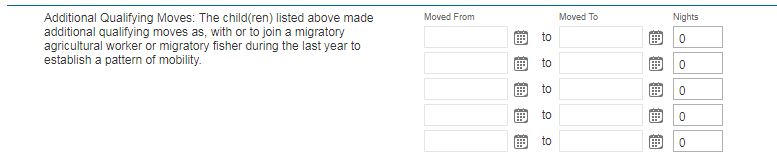 Additional Qualifying Moves: The child(ren) listed above made
additional qualifying moves as, with or to join a migratory
agricultural worker or migratory fisher during the last year to
establish a pattern of mobility.
Moved From Moved To Nights
to 0
to 0
to 0
to 0
to 0